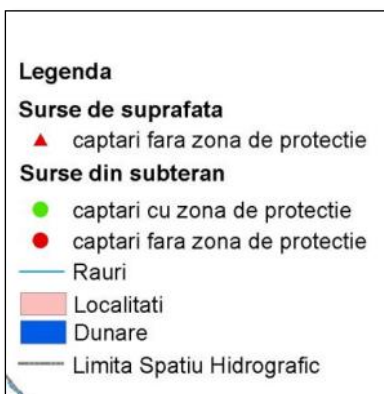 Legenda
Surse de suprafata
captari fara zona de protectie
Surse din subteran
captari cu zona de protectie
captari fara zona de protectie
Rauri
Localitati
Dunare
Limita Spatiu Hidrografic